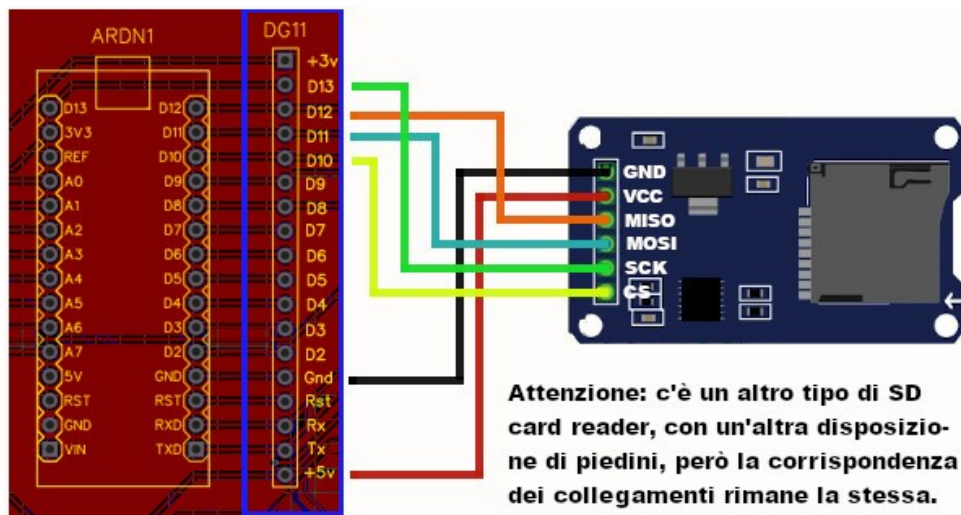 ARDN1
D13
3V3
REF
A0
A1
A2
A3
A4
A5
A6
A7
5V
RST
GND
VIN
D12
D11
D10
D9
D8
D7
D6
D5
D4
D3
D2
GND
RST
RXD
TXD
DG11
+3v
D13
D12
D11
D10
D9
D8
D7
D6
D5
D4
D3
D2
Gnd
Rst
Rx
Tx
+5v
GND
VCC
MISO
MOSI
SCK
CS
Attenzione: c'è un altro tipo di SD
card reader, con un'altra disposizio-
ne di piedini, però la corrispondenza
dei collegamenti rimane la stessa.